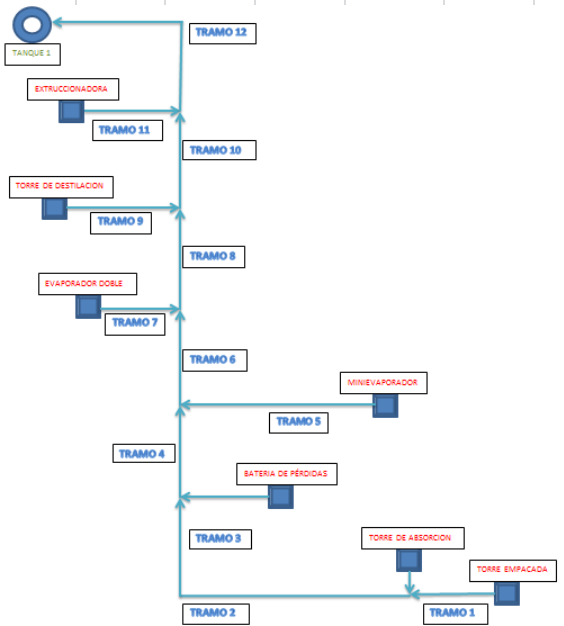 TRAMO 12
TANQUE 1
EXTRUCCIONADORA
TRAMO 11
TRAMO 10
TORRE DE DESTILACION
TRAMO 9
TRAMO 8
EVAPORADOR DOBLE
TRAMO 7
TRAMO 6
MINIEVAPORADOR
TRAMO 5
TRAMO 4
BATERIA DE PÉRDIDAS
TRAMO 3
TORRE DE ABSORCION
TORRE EMPACADA
TRAMO 2
TRAMO 1